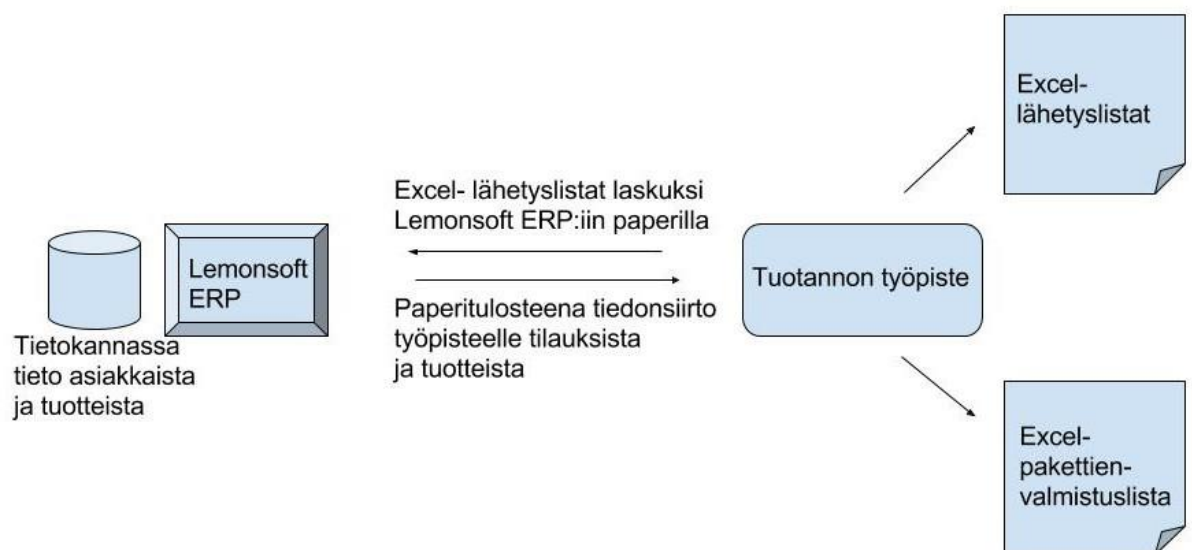 Excel-
lähetyslistat
Excel- lähetyslistat laskuksi
Lemonsoft ERP:iin paperilla
Lemonsoft
ERP
Tuotannon työpiste
Paperitulosteena tiedonsiirto
työpisteelle tilauksista
ja tuotteista
Tietokannassa
tieto asiakkaista
ja tuotteista
Excel-
pakettien-
valmistuslista